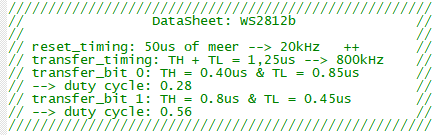 ////////////////////////////////////////////////////
//              DataSheet: WS2812b                //
//                                                //
// reset_timing: 50us of meer --> 20kHz   ++      //
// transfer_timing: TH + TL = 1,25us --> 800kHz   //
// transfer_bit 0: TH = 0.40us & TL = 0.85us      //
// --> duty cycle: 0.28                           //
// transfer_bit 1: TH = 0.8us & TL = 0.45us       //
// --> duty cycle: 0.56                           //
////////////////////////////////////////////////////